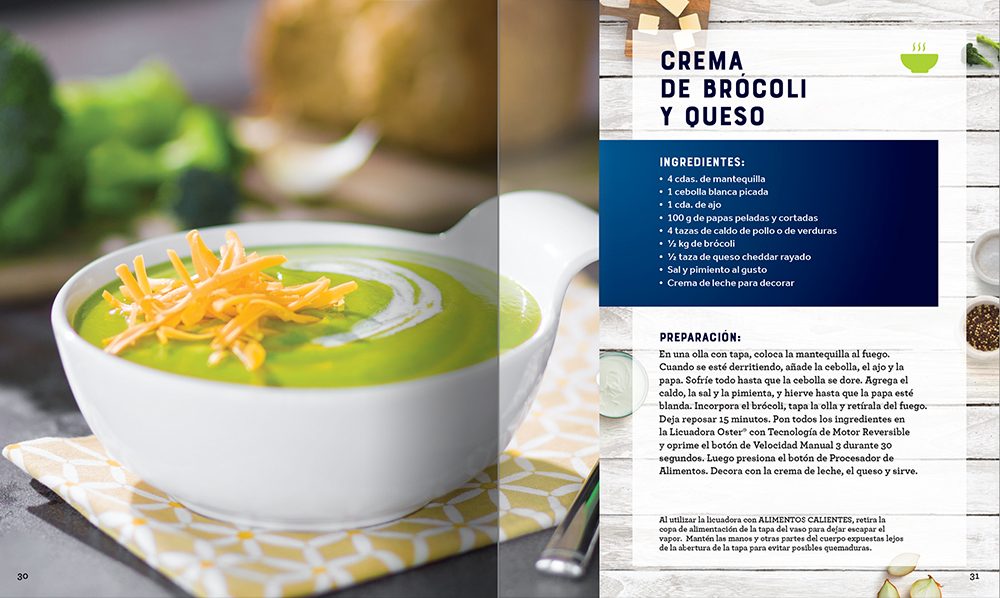 CREMA
DE BRÓCOLI
Y QUESO
INGREDIENTES:
• 4 cdas. de mantequilla
• 1 cebolla blanca picada
• 1 cda. de ajo
• 100 g de papas peladas y cortadas
• 4 tazas de caldo de pollo o de verduras
• ½ kg de brócoli
• ½ taza de queso cheddar rayado
• Sal y pimiento al gusto
• Crema de leche para decorar
PREPARACIÓN:
En una olla con tapa, coloca la mantequilla al fuego.
Cuando se esté derritiendo, añade la cebolla, el ajo y la
papa. Sofríe todo hasta que la cebolla se dore. Agrega el
caldo, la sal y la pimienta, y hierve hasta que la papa esté
blanda. Incorpora el brócoli, tapa la olla y retírala del fuego.
Deja reposar 15 minutos. Pon todos los ingredientes en
la Licuadora Oster® con Tecnología de Motor Reversible
y oprime el botón de Velocidad Manual 3 durante 30
segundos. Luego presiona el botón de Procesador de
Alimentos. Decora con la crema de leche, el queso y sirve.
Al utilizar la licuadora con ALIMENTOS CALIENTES, retira la
copa de alimentación de la tapa del vaso para dejar escapar el
vapor. Mantén las manos y otras partes del cuerpo expuestas lejos
de la abertura de la tapa para evitar posibles quemaduras.
30
31